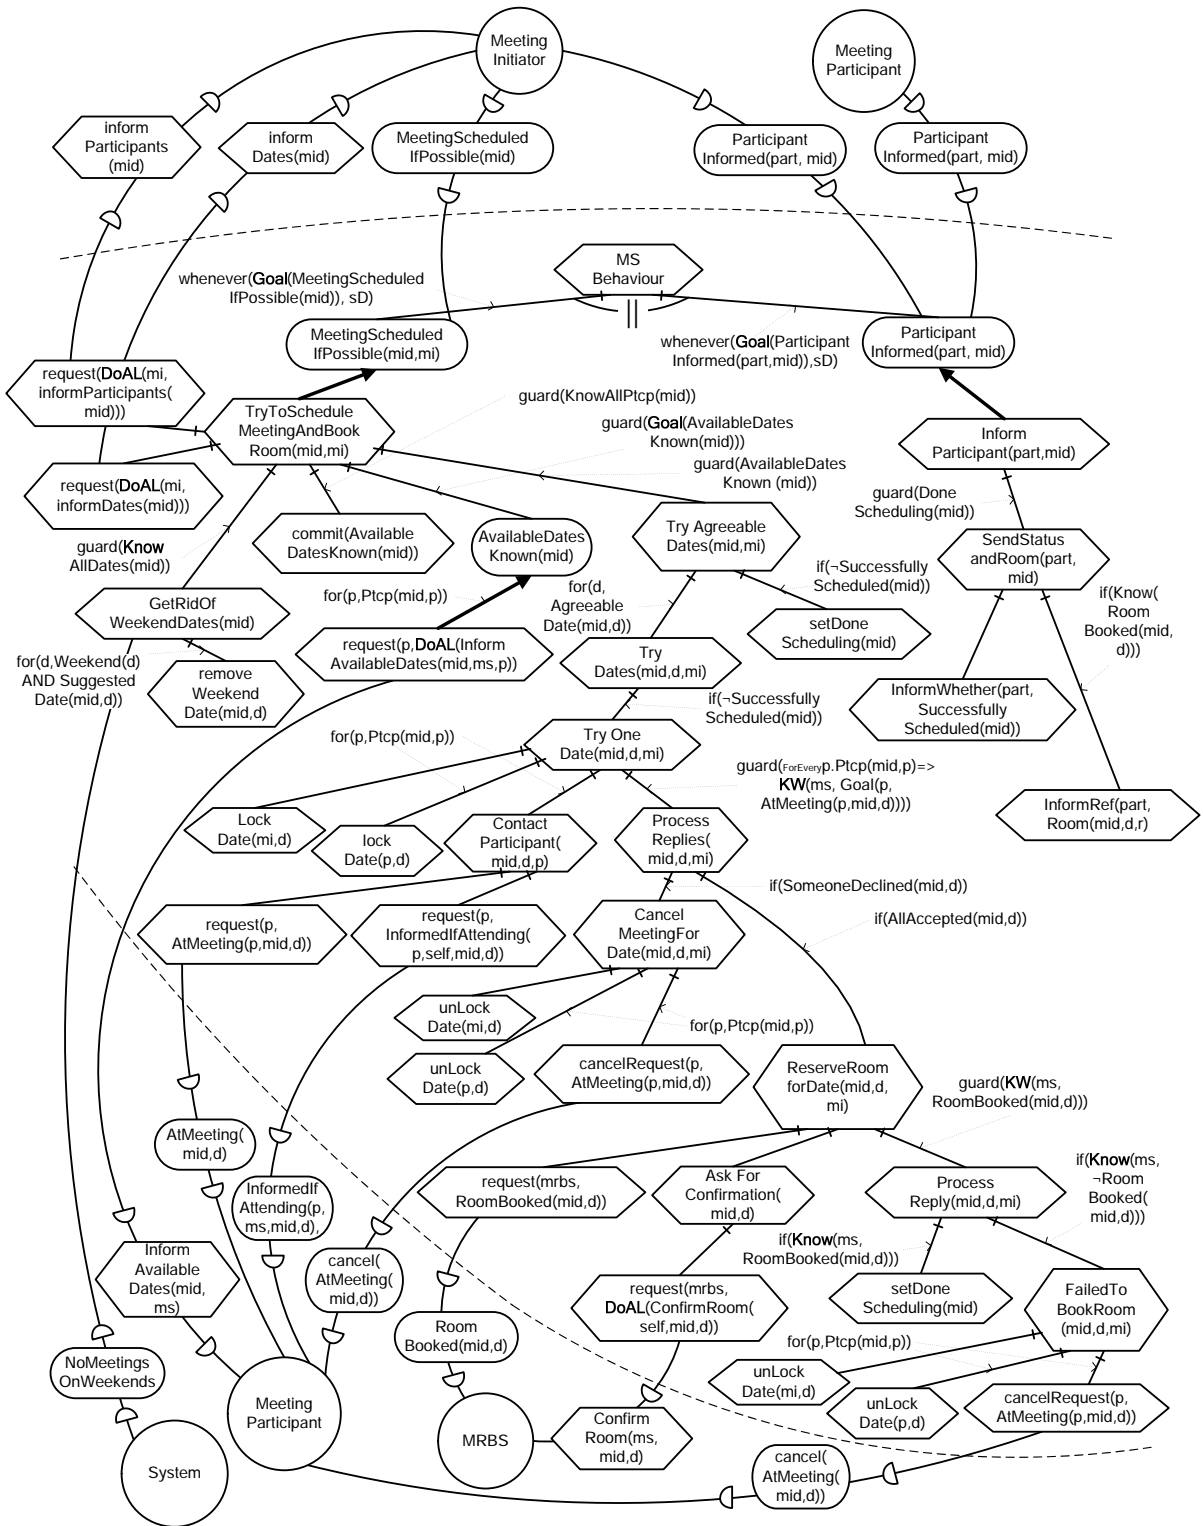 Meeting
Initiator
Meeting
Participant
inform
Participants
(mid)
inform
Dates(mid)
MeetingScheduled
IfPossible(mid)
Participant
Informed(part, mid)
Participant
Informed(part, mid)
MS
Behaviour
whenever(Goal(MeetingScheduled
IfPossible(mid)), sD)
||
MeetingScheduled
IfPossible(mid,mi)
whenever(Goal(Participant
Informed(part,mid)),sD)
Participant
Informed(part, mid)
request(DoAL(mi,
informParticipants(
mid)))
TryToSchedule
MeetingAndBook
Room(mid,mi)
guard(KnowAllPtcp(mid))
guard(Goal(AvailableDates
Known(mid)))
guard(AvailableDates
Known (mid))
Inform
Participant(part,mid)
request(DoAL(mi,
informDates(mid)))
guard(Done
Scheduling(mid))
guard(Know
AllDates(mid))
commit(Available
DatesKnown(mid))
AvailableDates
Known(mid)
Try Agreeable
Dates(mid,mi)
SendStatus
andRoom(part,
mid)
for(p,Ptcp(mid,p))
for(d,
Agreeable
Date(mid,d))
if(¬Successfully
Scheduled(mid))
if(Know(
Room
Booked(mid,
d)))
GetRidOf
WeekendDates(mid)
request(p,DoAL(Inform
AvailableDates(mid,ms,p))
setDone
Scheduling(mid)
for(d,Weekend(d)
AND Suggested
Date(mid,d))
remove
Weekend
Date(mid,d)
Try
Dates(mid,d,mi)
InformWhether(part,
Successfully
Scheduled(mid))
if(¬Successfully
Scheduled(mid))
for(p,Ptcp(mid,p))
Try One
Date(mid,d,mi)
guard(ForEveryp.Ptcp(mid,p)=>
KW(ms, Goal(p,
AtMeeting(p,mid,d))))
InformRef(part,
Room(mid,d,r)
Lock
Date(mi,d)
lock
Date(p,d)
Contact
Participant(
mid,d,p)
Process
Replies(
mid,d,mi)
if(SomeoneDeclined(mid,d))
request(p,
AtMeeting(p,mid,d))
request(p,
InformedIfAttending(
p,self,mid,d))
Cancel
MeetingFor
Date(mid,d,mi)
if(AllAccepted(mid,d))
unLock
Date(mi,d)
for(p,Ptcp(mid,p))
unLock
Date(p,d)
cancelRequest(p,
AtMeeting(p,mid,d))
ReserveRoom
forDate(mid,d,
mi)
guard(KW(ms,
RoomBooked(mid,d)))
AtMeeting(
mid,d)
InformedIf
Attending(p,
ms,mid,d),
request(mrbs,
RoomBooked(mid,d))
Ask For
Confirmation(
mid,d)
Process
Reply(mid,d,mi)
if(Know(ms,
¬Room
Booked(
mid,d)))
if(Know(ms,
RoomBooked(mid,d)))
Inform
Available
Dates(mid,
ms)
cancel(
AtMeeting(
mid,d))
request(mrbs,
DoAL(ConfirmRoom(
self,mid,d))
setDone
Scheduling(mid)
FailedTo
BookRoom
(mid,d,mi)
Room
Booked(mid,d)
for(p,Ptcp(mid,p))
NoMeetings
OnWeekends
unLock
Date(mi,d)
unLock
Date(p,d)
cancelRequest(p,
AtMeeting(p,mid,d))
Meeting
Participant
MRBS
Confirm
Room(ms,
mid,d)
System
cancel(
AtMeeting(
mid,d))